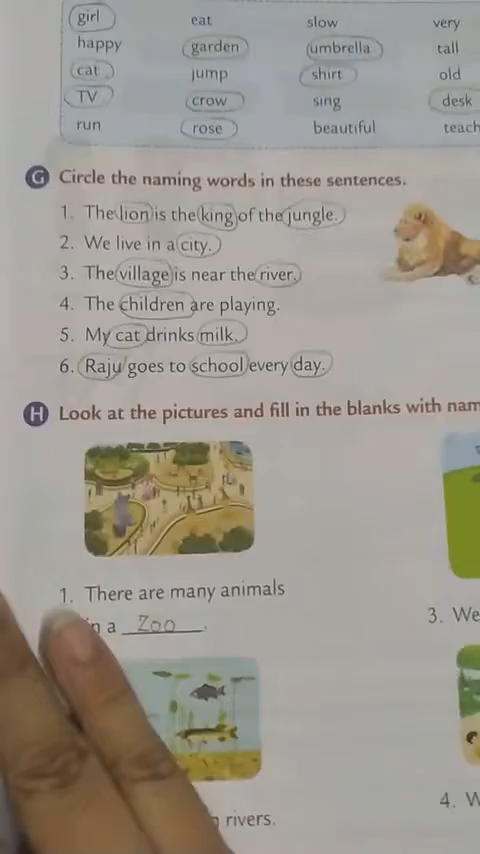 girl eat slow very
happy garden umbrella tall
cat jump shirt old
TV crow sing desk
run rose beautiful teach
G Circle the naming words in these sentences.
1. The lion is the king of the jungle.
2. We live in a city.
3. The village is near the river.
4. The children are playing.
5. My cat drinks milk.
6. Raju goes to school every day.
H Look at the pictures and fill in the blanks with nam
1. There are many animals
in a Zoo.
3. We
rivers.
4. W